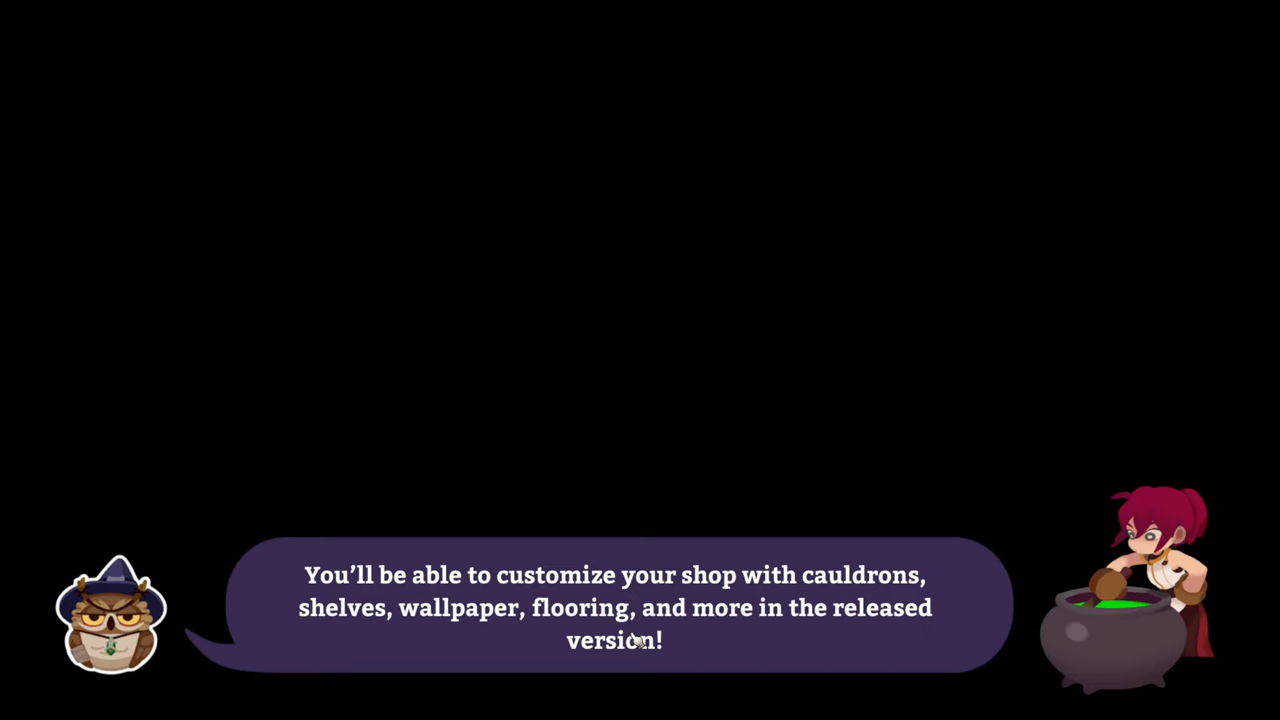 You’ll be able to customize your shop with cauldrons,
shelves, wallpaper, flooring, and more in the released
version!